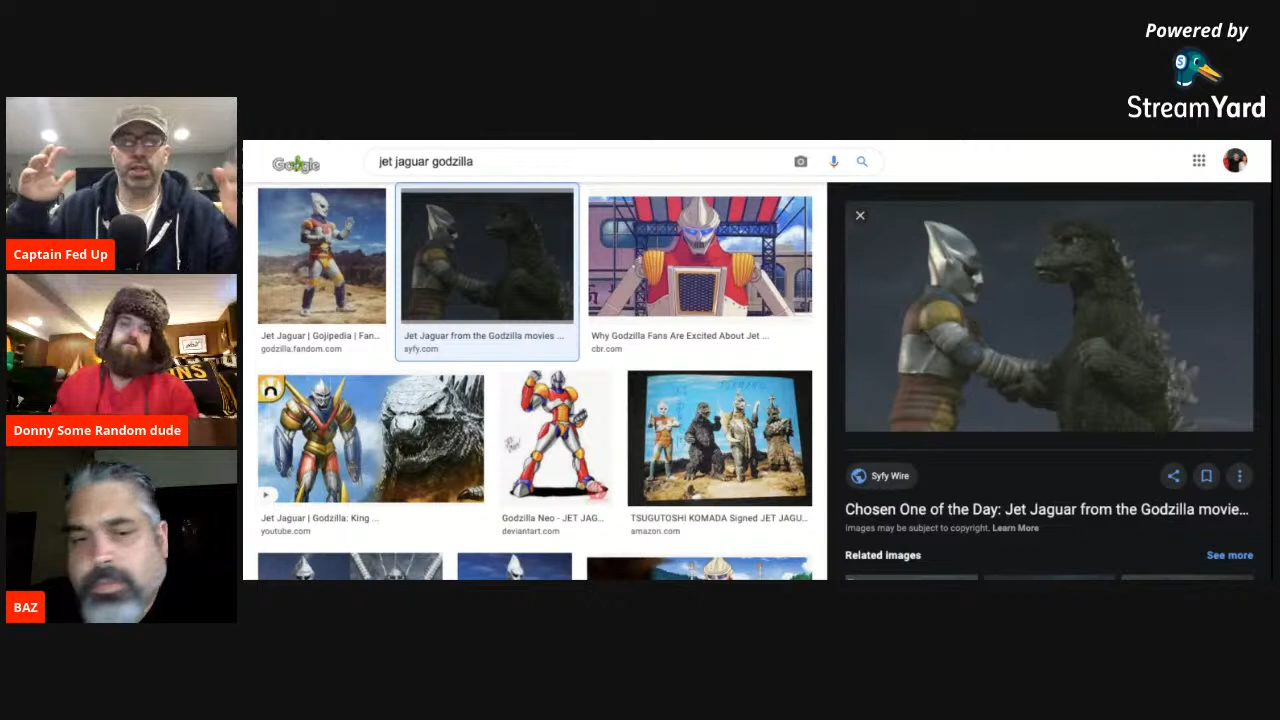 Powered by
StreamYard
Captain Fed Up
Donny Some Random dude
BAZ
Google
jet jaguar godzilla
Jet Jaguar | Gojipedia | Fan...
godzilla.fandom.com
Jet Jaguar from the Godzilla movies ...
syfy.com
Why Godzilla Fans Are Excited About Jet ...
cbr.com
Jet Jaguar | Godzilla: King ...
youtube.com
Godzilla Neo - JET JAG...
deviantart.com
TSUGUTOSHI KOMADA Signed JET JAGU...
amazon.com
Syfy Wire
Chosen One of the Day: Jet Jaguar from the Godzilla movie...
Images may be subject to copyright. Learn More
Related images
See more